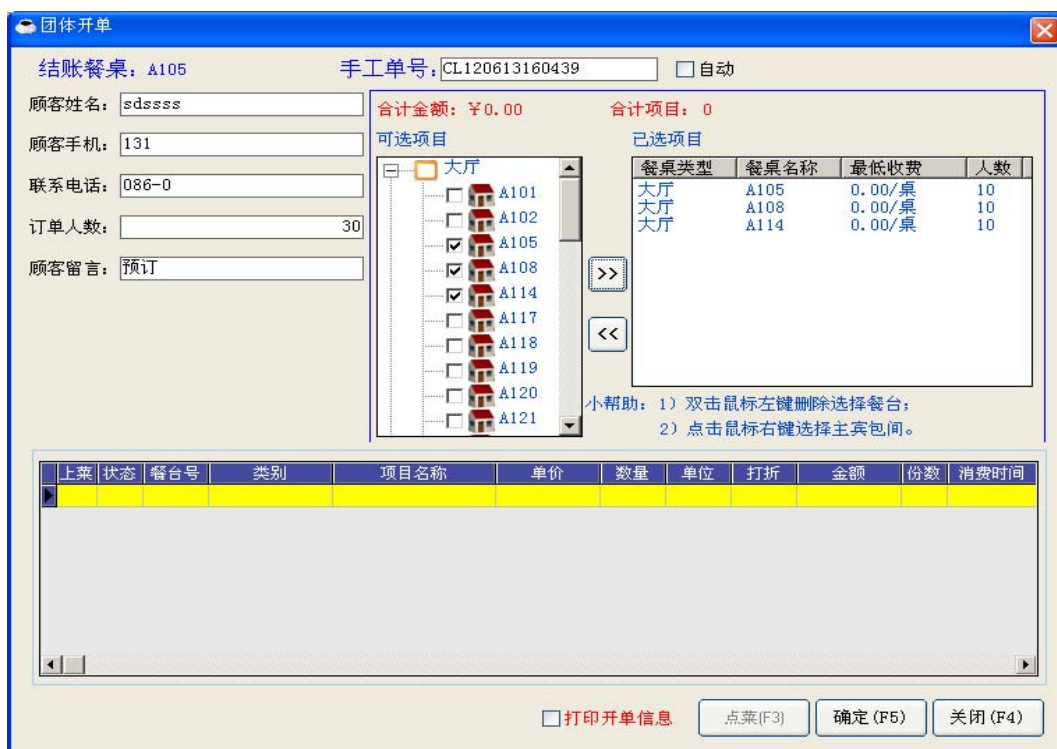 团体开单
结账餐桌: A105 手工单号: CL120613160439 自动
顾客姓名: sdssss
顾客手机: 131
联系电话: 086-0
订单人数: 30
顾客留言: 预订
合计金额: ￥0.00 合计项目: 0
可选项目 已选项目
大厅
A101
A102
A105
A108
A114
A117
A118
A119
A120
A121
>>
<<
餐桌类型 餐桌名称 最低收费 人数
大厅 A105 0.00/桌 10
大厅 A108 0.00/桌 10
大厅 A114 0.00/桌 10
小帮助: 1) 双击鼠标左键删除选择餐台;
2) 点击鼠标右键选择主宾包间。
上菜 状态 餐台号 类别 项目名称 单价 数量 单位 打折 金额 份数 消费时间
打印开单信息 点菜(F3) 确定(F5) 关闭(F4)